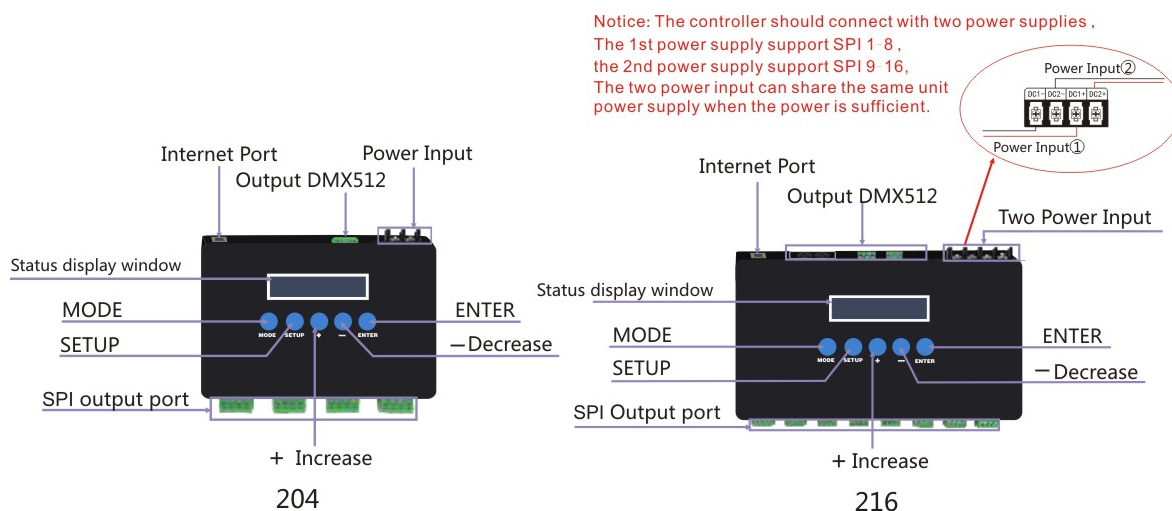 Notice: The controller should connect with two power supplies ,
The 1st power supply support SPI 1-8 ,
the 2nd power supply support SPI 9-16,
The two power input can share the same unit
power supply when the power is sufficient.
Power Input②
DC1- DC2- DC1+ DC2+
Power Input①
Internet Port
Power Input
Output DMX512
Status display window
MODE
ENTER
MODE SETUP + − ENTER
SETUP
−Decrease
SPI output port
+ Increase
204
Internet Port
Output DMX512
Two Power Input
Status display window
MODE
ENTER
MODE SETUP + − ENTER
SETUP
−Decrease
SPI Output port
+ Increase
216